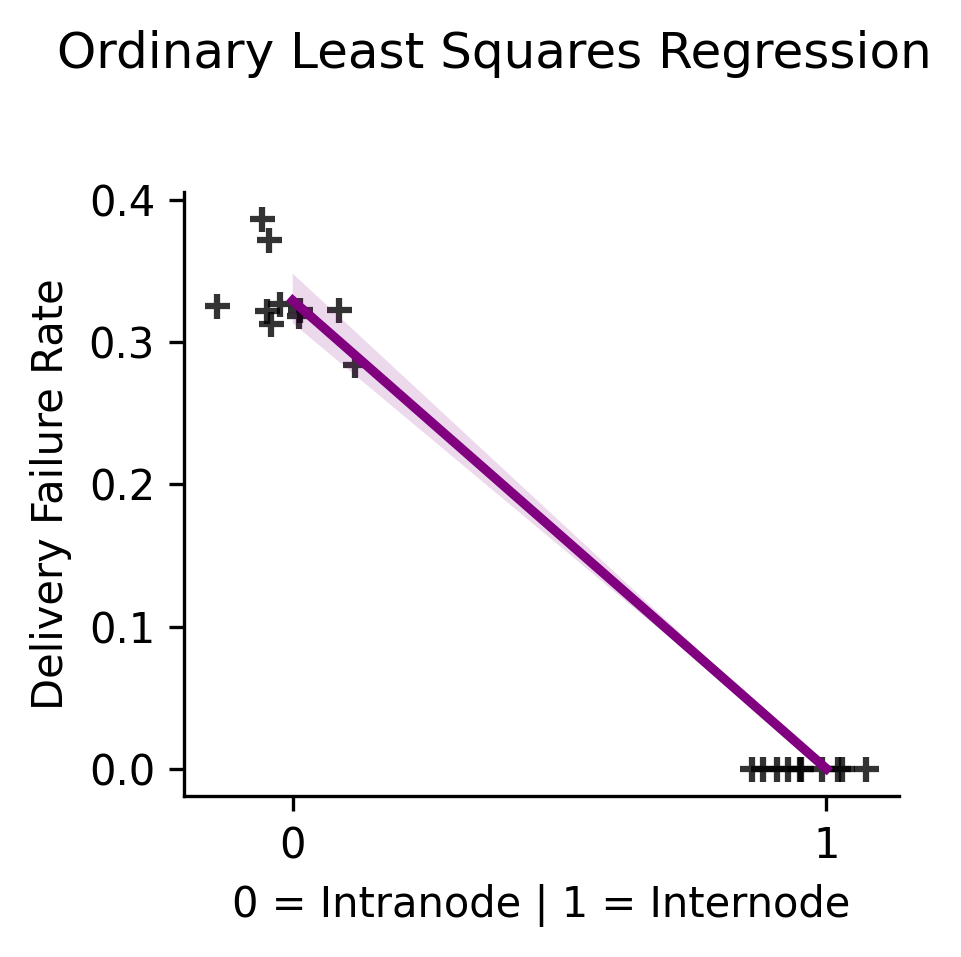 Ordinary Least Squares Regression
0.4
0.3
0.2
0.1
0.0
Delivery Failure Rate
0 1
0 = Intranode | 1 = Internode